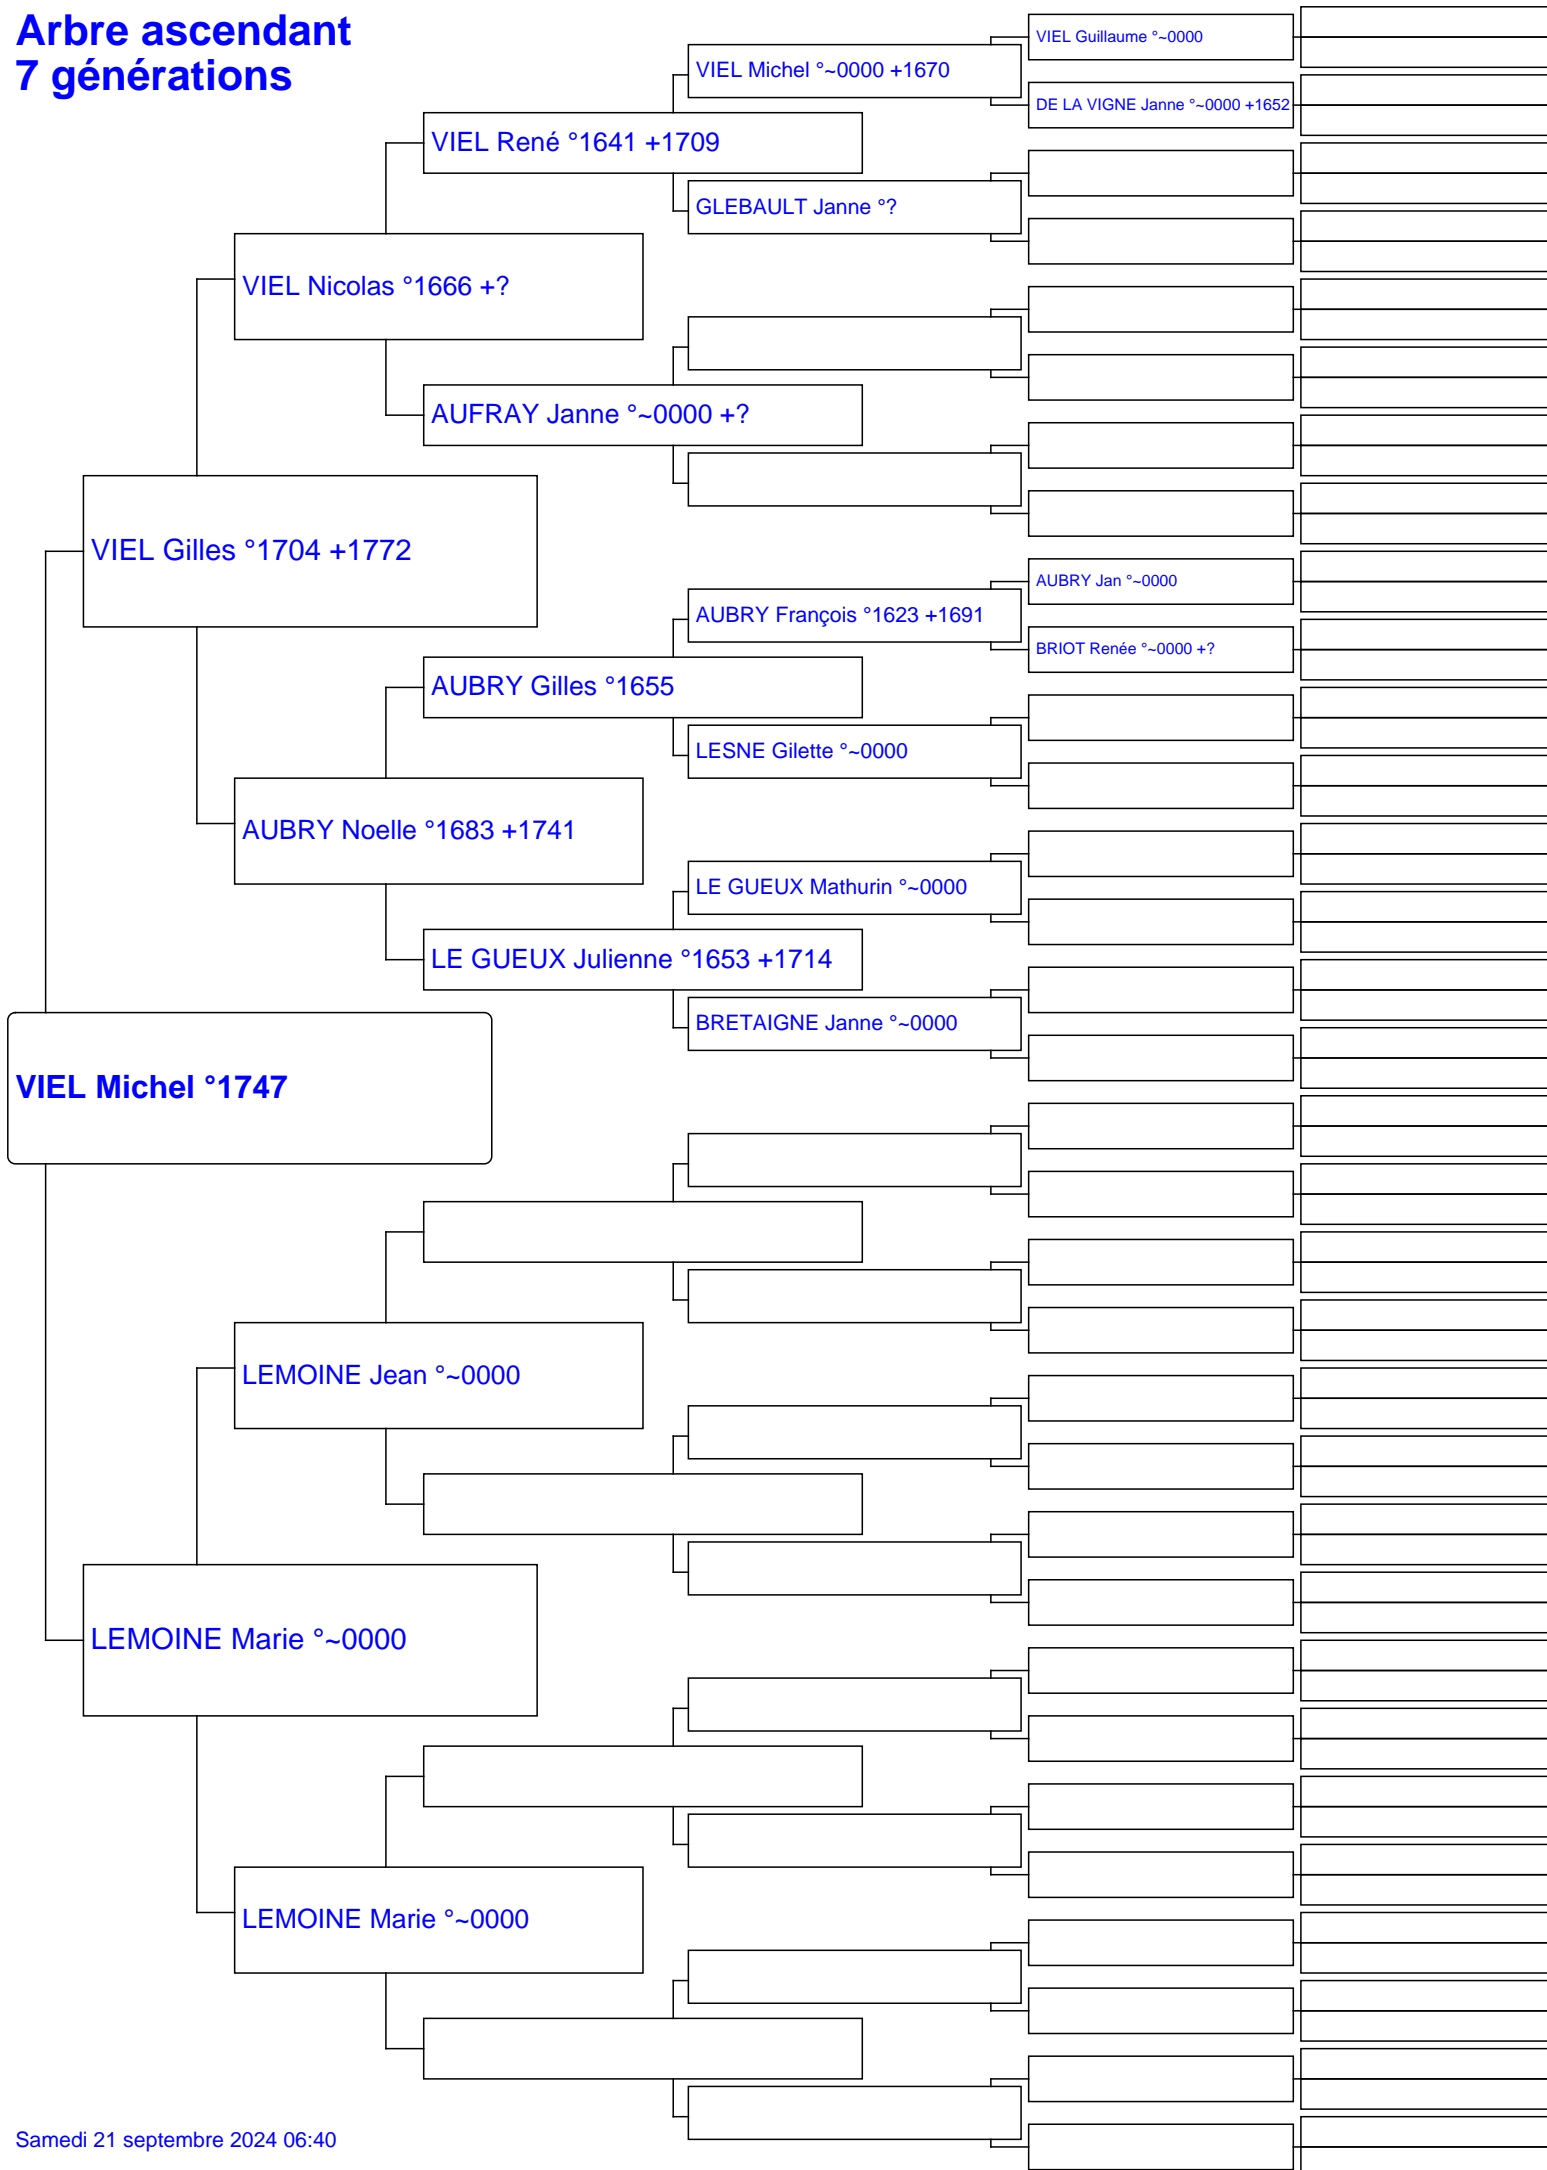 Arbre ascendant
7 générations
VIEL Guillaume °~0000
VIEL Michel °~0000 +1670
DE LA VIGNE Janne °~0000 +1652
VIEL René °1641 +1709
GLEBAULT Janne °?
VIEL Nicolas °1666 +?
AUFRAY Janne °~0000 +?
VIEL Gilles °1704 +1772
AUBRY Jan °~0000
AUBRY François °1623 +1691
BRIOT Renée °~0000 +?
AUBRY Gilles °1655
LESNE Gilette °~0000
AUBRY Noelle °1683 +1741
LE GUEUX Mathurin °~0000
LE GUEUX Julienne °1653 +1714
BRETAIGNE Janne °~0000
VIEL Michel °1747
LEMOINE Jean °~0000
LEMOINE Marie °~0000
LEMOINE Marie °~0000
Samedi 21 septembre 2024 06:40